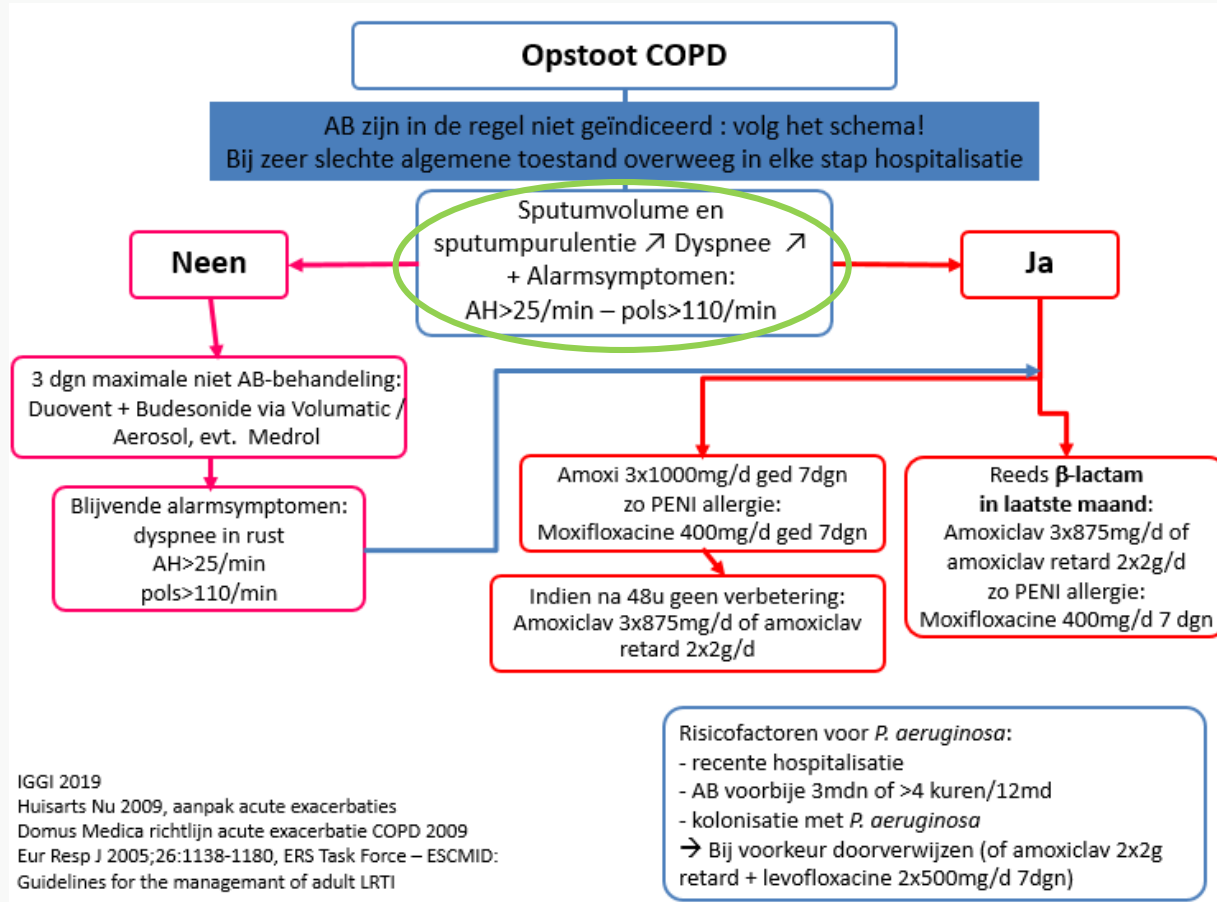 Opstoot COPD
AB zijn in de regel niet geïndiceerd : volg het schema!
Bij zeer slechte algemene toestand overweeg in elke stap hospitalisatie
Sputumvolume en
sputumpurulentie ↗ Dyspnee ↗
+ Alarmsymptomen:
AH>25/min – pols>110/min
Neen
Ja
3 dgn maximale niet AB-behandeling:
Duovent + Budesonide via Volumatic /
Aerosol, evt. Medrol
Blijvende alarmsymptomen:
dyspnee in rust
AH>25/min
pols>110/min
Amoxi 3x1000mg/d ged 7dgn
zo PENI allergie:
Moxifloxacine 400mg/d ged 7dgn
Indien na 48u geen verbetering:
Amoxiclav 3x875mg/d of amoxiclav
retard 2x2g/d
Reeds β-lactam
in laatste maand:
Amoxiclav 3x875mg/d of
amoxiclav retard 2x2g/d
zo PENI allergie:
Moxifloxacine 400mg/d 7 dgn
Risicofactoren voor P. aeruginosa:
- recente hospitalisatie
- AB voorbije 3mdn of >4 kuren/12md
- kolonisatie met P. aeruginosa
→ Bij voorkeur doorverwijzen (of amoxiclav 2x2g
retard + levofloxacine 2x500mg/d 7dgn)
IGGI 2019
Huisarts Nu 2009, aanpak acute exacerbaties
Domus Medica richtlijn acute exacerbatie COPD 2009
Eur Resp J 2005;26:1138-1180, ERS Task Force – ESCMID:
Guidelines for the managemant of adult LRTI